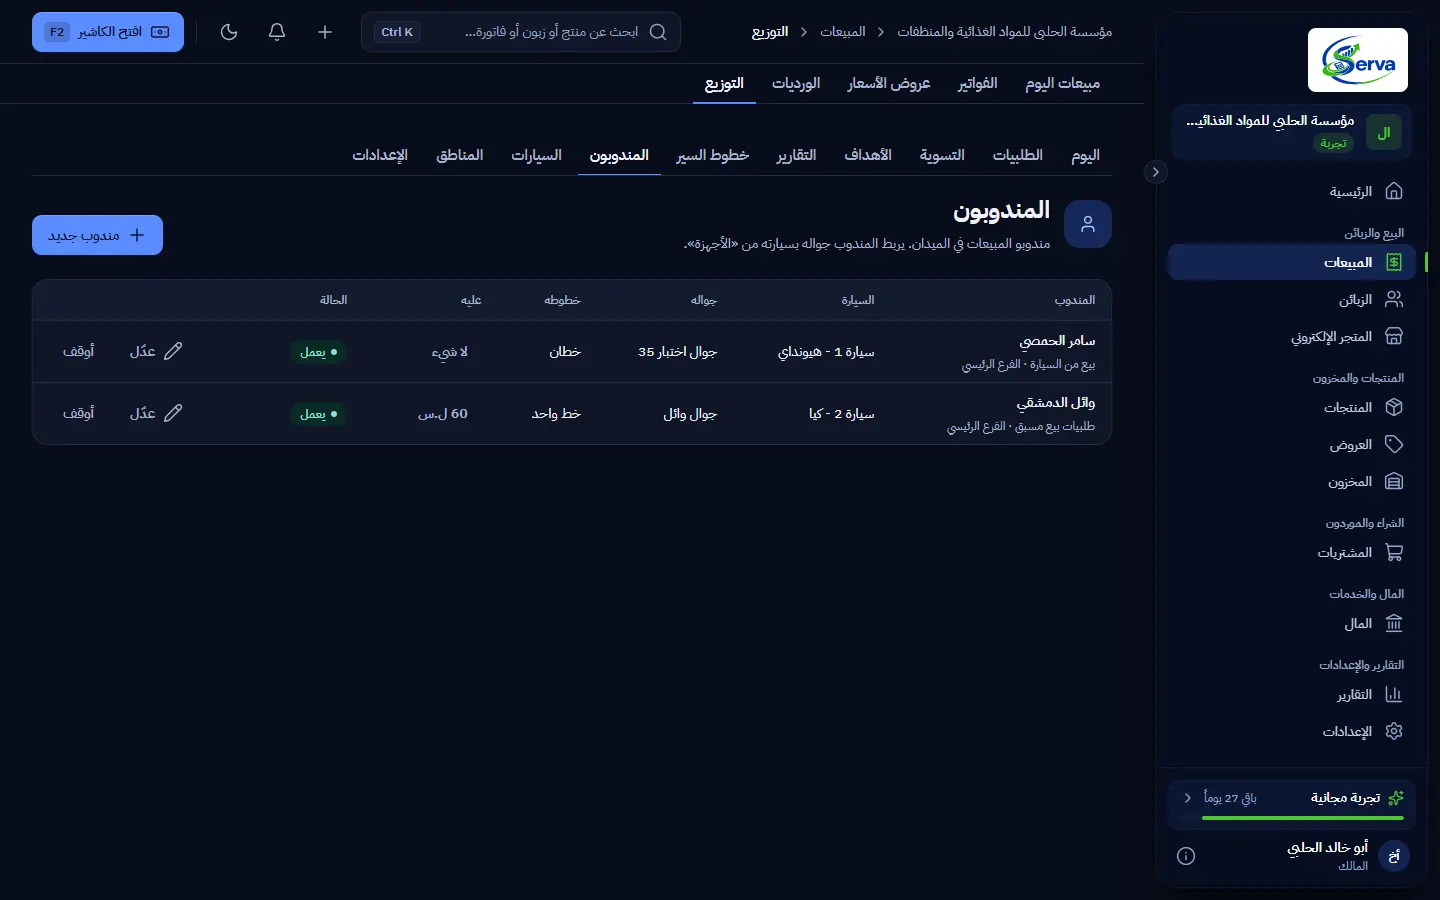 Serva
ال
مؤسسة الحلبي للمواد الغذائيـ...
تجربة
الرئيسية
البيع والزبائن
المبيعات
الزبائن
المتجر الإلكتروني
المنتجات والمخزون
المنتجات
العروض
المخزون
الشراء والموردون
المشتريات
المال والخدمات
المال
التقارير والإعدادات
التقارير
الإعدادات
تجربة مجانية
باقي 27 يوماً
أخ
أبو خالد الحلبي
المالك
مؤسسة الحلبي للمواد الغذائية والمنظفات
المبيعات
التوزيع
ابحث عن منتج أو زبون أو فاتورة...
Ctrl K
افتح الكاشير F2
مبيعات اليوم الفواتير عروض الأسعار الورديات التوزيع
اليوم الطلبيات التسوية الأهداف التقارير خطوط السير المندوبون السيارات المناطق الإعدادات
المندوبون
مندوبو المبيعات في الميدان. يربط المندوب جواله بسيارته من «الأجهزة».
مندوب جديد
المندوب السيارة جواله خطوطه عليه الحالة
سامر الحمصي
بيع من السيارة · الفرع الرئيسي
سيارة 1 - هيونداي جوال اختبار 35 خطان لا شيء يعمل عدّل أوقف
وائل الدمشقي
طلبيات بيع مسبق · الفرع الرئيسي
سيارة 2 - كيا جوال وائل خط واحد 60 ل.س يعمل عدّل أوقف